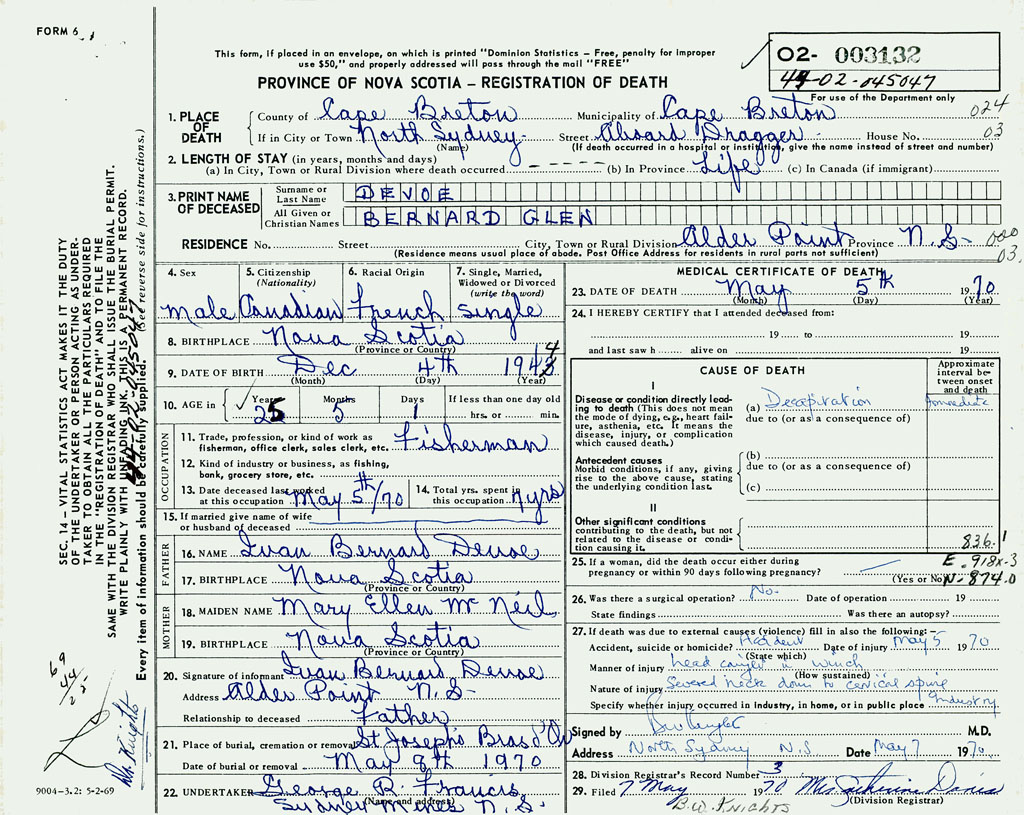 FORM 6
This form, if placed in an envelope, on which is printed "Dominion Statistics – Free, penalty for improper
use $50," and properly addressed will pass through the mail "FREE"
02- 003132
44-02-045047
For use of the Department only
PROVINCE OF NOVA SCOTIA – REGISTRATION OF DEATH
1. PLACE OF DEATH
County of Cape Breton Municipality of Cape Breton 024
If in City or Town North Sydney Street Aboard Dragger House No. 03
(Name) (If death occurred in a hospital or institution, give the name instead of street and number)
2. LENGTH OF STAY (in years, months and days)
(a) In City, Town or Rural Division where death occurred (b) In Province Life (c) In Canada (if immigrant)
3. PRINT NAME OF DECEASED
Surname or Last Name DEVOE
All Given or Christian Names BERNARD GLEN
RESIDENCE No. Street City, Town or Rural Division Alder Point Province N.S. 000
(Residence means usual place of abode. Post Office Address for residents in rural parts not sufficient) 03
4. Sex 5. Citizenship (Nationality) 6. Racial Origin 7. Single, Married, Widowed or Divorced (write the word)
Male Canadian French Single
8. BIRTHPLACE Nova Scotia
(Province or Country)
9. DATE OF BIRTH Dec 4th 1944
(Month) (Day) (Year)
10. AGE in Years Months Days If less than one day old
25 5 1 hrs. or min.
OCCUPATION
11. Trade, profession, or kind of work as
fisherman, office clerk, sales clerk, etc. Fisherman
12. Kind of industry or business, as fishing,
bank, grocery store, etc.
13. Date deceased last worked
at this occupation May 5th/70
14. Total yrs. spent in
this occupation 7 yrs
15. If married give name of wife
or husband of deceased
FATHER
16. NAME Ivan Bernard Devoe
17. BIRTHPLACE Nova Scotia
(Province or Country)
MOTHER
18. MAIDEN NAME Mary Ellen McNeil
19. BIRTHPLACE Nova Scotia
(Province or Country)
20. Signature of informant Ivan Bernard Devoe
Address Alder Point N.S.
Relationship to deceased Father
21. Place of burial, cremation or removal St Joseph's Bras d'Or
Date of burial or removal May 8th 1970
22. UNDERTAKER George R. Francis
(Name and address)
Sydney Mines N.S.
MEDICAL CERTIFICATE OF DEATH
23. DATE OF DEATH May 5th 1970
(Month) (Day) (Year)
24. I HEREBY CERTIFY that I attended deceased from:
19 to 19
and last saw h alive on 19
CAUSE OF DEATH
Approximate interval between onset and death
I
Disease or condition directly leading to death (This does not mean
the mode of dying, e.g., heart failure, asthenia, etc. It means the
disease, injury, or complication
which caused death.)
(a) Decapitation Immediate
due to (or as a consequence of)
Antecedent causes
Morbid conditions, if any, giving
rise to the above cause, stating
the underlying condition last.
(b)
due to (or as a consequence of)
(c)
II
Other significant conditions
contributing to the death, but not
related to the disease or condition causing it.
836.1
E. 918x-3
25. If a woman, did the death occur either during
pregnancy or within 90 days following pregnancy? (Yes or No) N-874.0
26. Was there a surgical operation? No. Date of operation 19
State findings Was there an autopsy?
27. If death was due to external causes (violence) fill in also the following:–
Accident, suicide or homicide? Accident Date of injury May 5 1970
(State which)
Manner of injury head caught in winch
(How sustained)
Nature of injury Severed neck down to cervical spine
Specify whether injury occurred in industry, in home, or in public place Industry
Signed by BW Knight M.D.
Address North Sydney N.S Date May 7 1970
28. Division Registrar's Record Number 3
29. Filed 7 May 1970 Mrs Catherine Davis
(Division Registrar)
B.W. KNIGHTS
SEC. 14 – VITAL STATISTICS ACT MAKES IT THE DUTY
OF THE UNDERTAKER OR PERSON ACTING AS UNDERTAKER TO OBTAIN ALL THE PARTICULARS REQUIRED
IN THE "REGISTRATION OF DEATH" AND TO FILE THE
SAME WITH THE DIVISION REGISTRAR WHO SHALL ISSUE THE BURIAL PERMIT.
WRITE PLAINLY WITH UNFADING INK. THIS IS A PERMANENT RECORD.
44-02-045047
Every item of information should be carefully supplied. (See reverse side for instructions.)
69
44
25
Dr. Knights
9004-3.2: 5-2-69